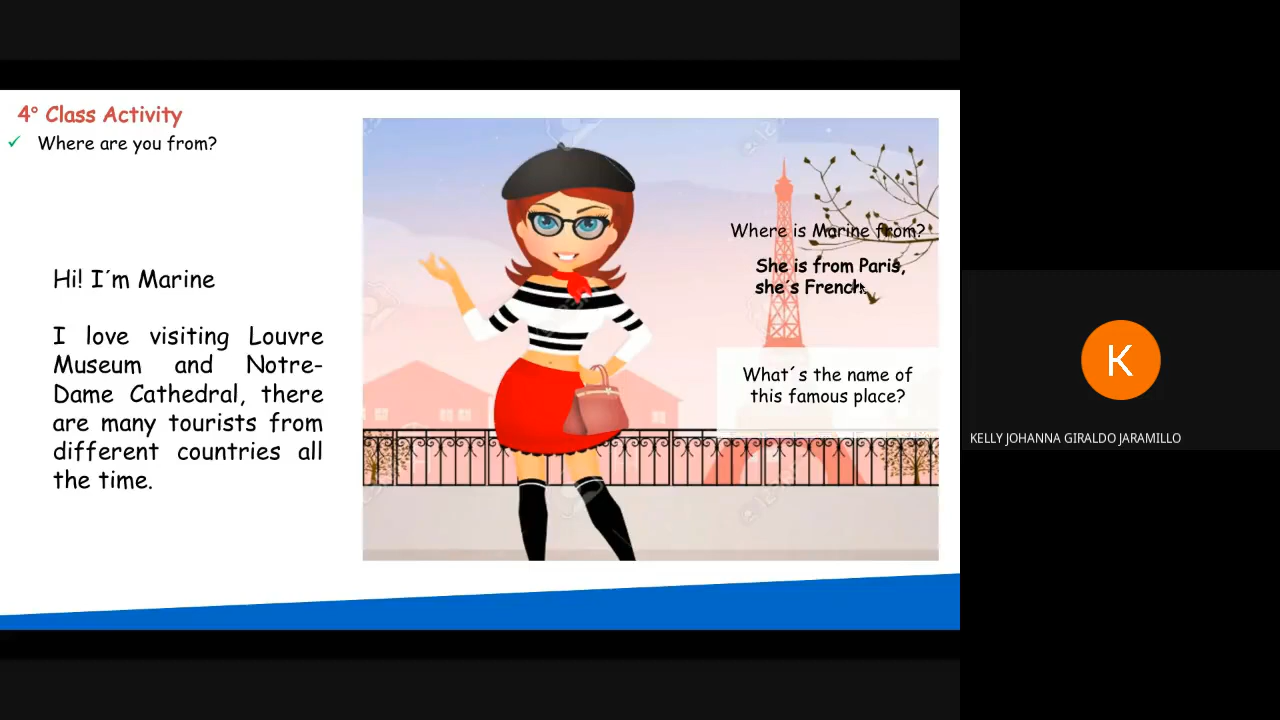 4° Class Activity
✓ Where are you from?
Hi! I´m Marine
I love visiting Louvre
Museum and Notre-
Dame Cathedral, there
are many tourists from
different countries all
the time.
Where is Marine from?
She is from Paris,
she´s French.
What´s the name of
this famous place?
K
KELLY JOHANNA GIRALDO JARAMILLO